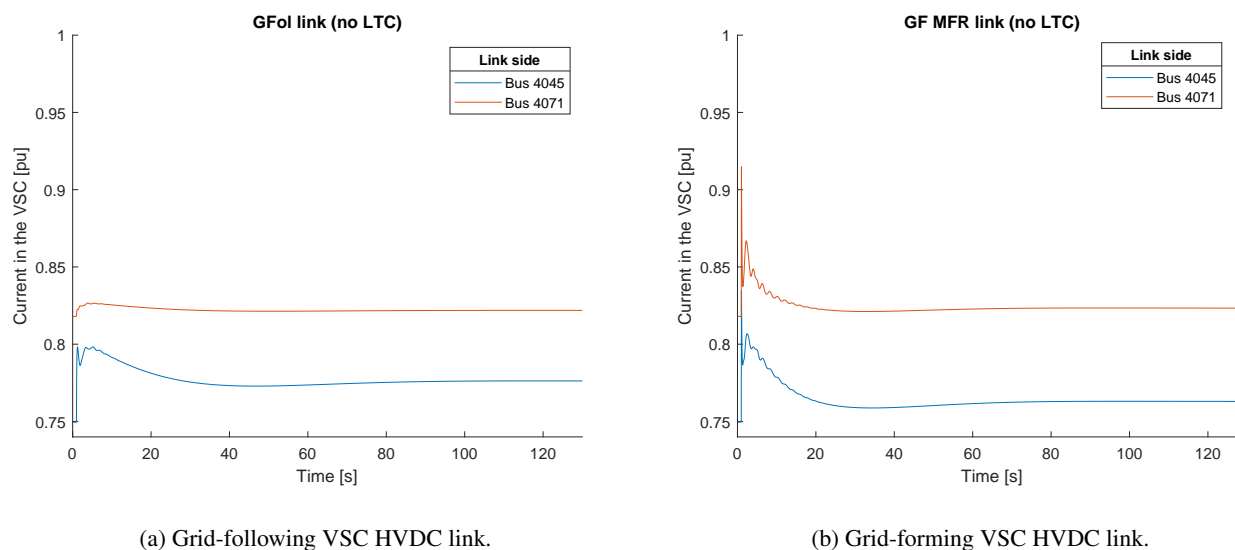 GFol link (no LTC)
1
0.95
0.9
0.85
0.8
0.75
Current in the VSC [pu]
0 20 40 60 80 100 120
Time [s]
Link side
Bus 4045
Bus 4071
(a) Grid-following VSC HVDC link.
GF MFR link (no LTC)
1
0.95
0.9
0.85
0.8
0.75
Current in the VSC [pu]
0 20 40 60 80 100 120
Time [s]
Link side
Bus 4045
Bus 4071
(b) Grid-forming VSC HVDC link.